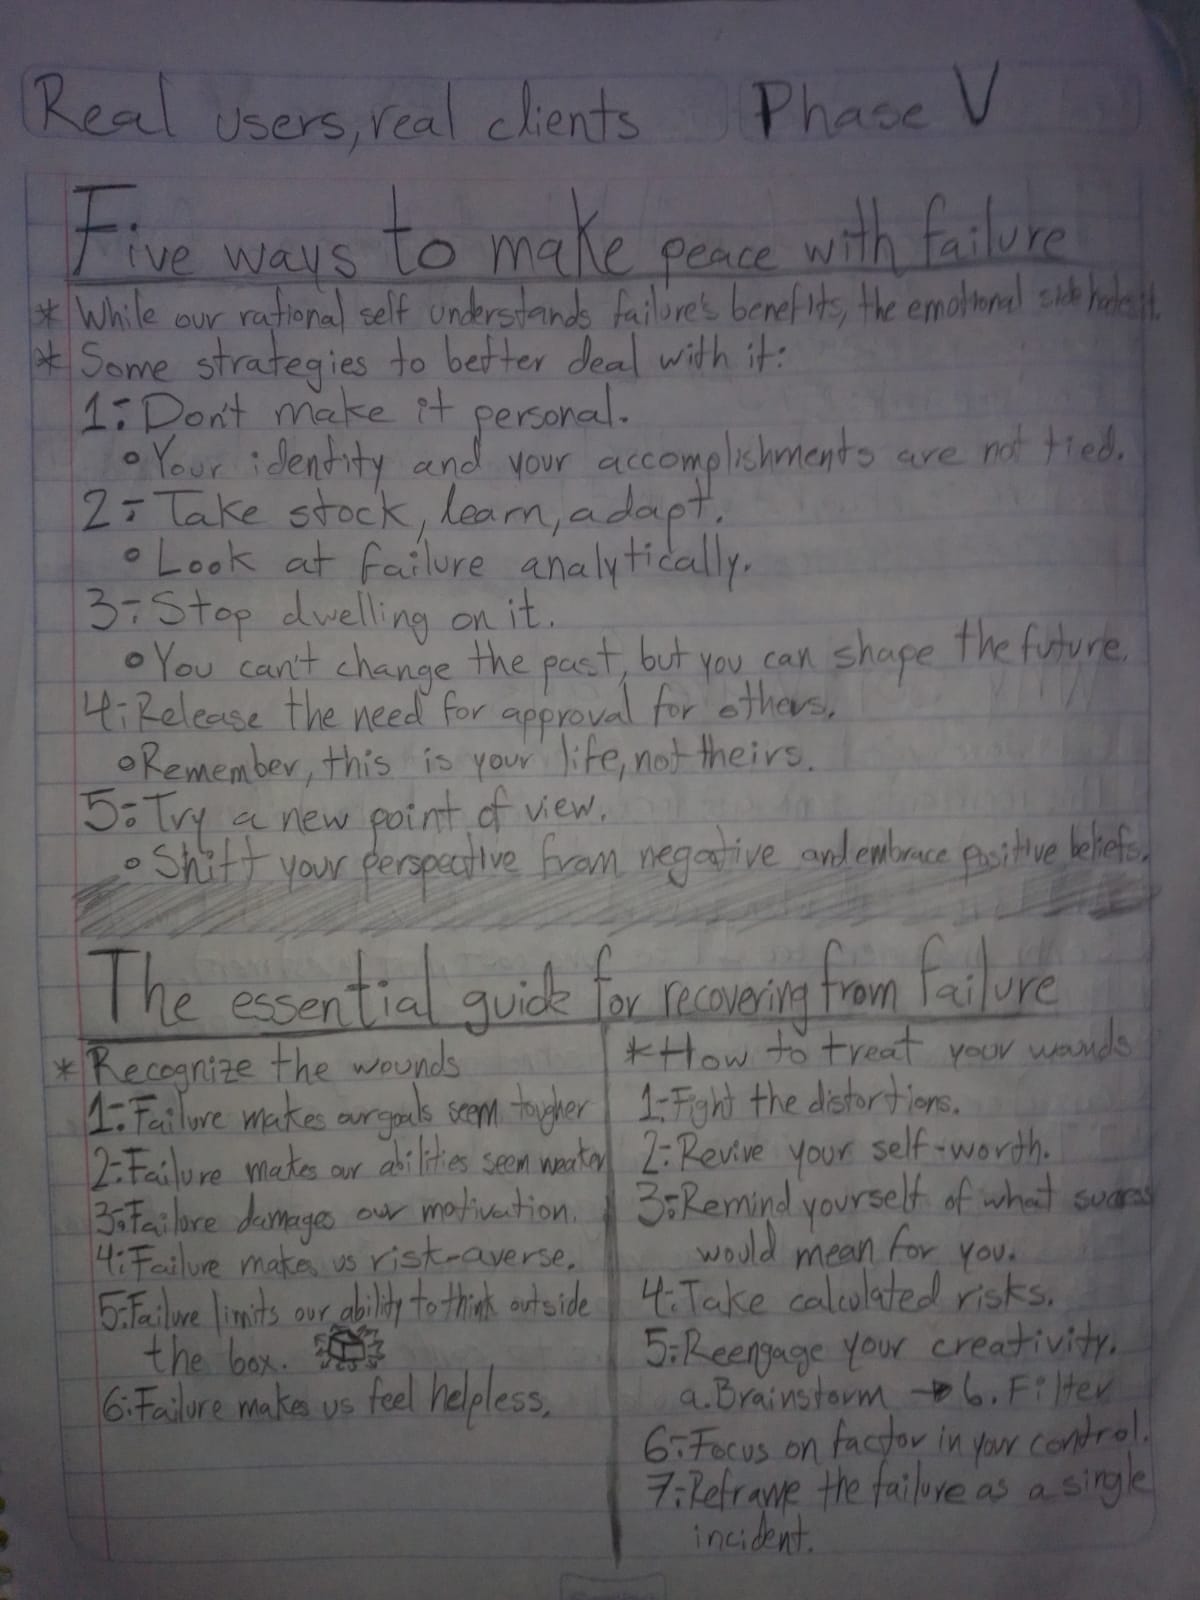 Real users, real clients Phase V
Five ways to make peace with failure
* While our rational self understands failure's benefits, the emotional side hates it.
* Some strategies to better deal with it:
1.- Don't make it personal.
• Your identity and your accomplishments are not tied.
2.- Take stock, learn, adapt.
• Look at failure analytically.
3.- Stop dwelling on it.
• You can't change the past, but you can shape the future.
4.- Release the need for approval for others.
• Remember, this is your life, not theirs.
5.- Try a new point of view.
• Shift your perspective from negative and embrace positive beliefs.
The essential guide for recovering from failure
* Recognize the wounds
1.- Failure makes our goals seem tougher
2.- Failure makes our abilities seem weaker
3.- Failure damages our motivation.
4.- Failure makes us risk-averse.
5.- Failure limits our ability to think outside
the box.
6.- Failure makes us feel helpless.
* How to treat your wounds
1.- Fight the distortions.
2.- Revive your self-worth.
3.- Remind yourself of what success
would mean for you.
4.- Take calculated risks.
5.- Reengage your creativity.
a. Brainstorm → b. Filter
6.- Focus on factor in your control.
7.- Reframe the failure as a single
incident.